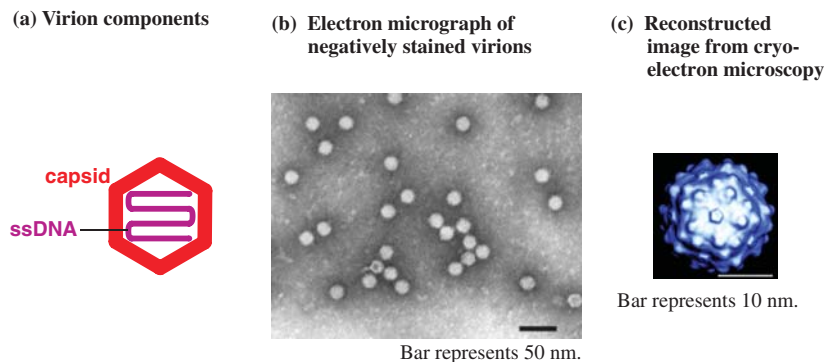 (a) Virion components
(b) Electron micrograph of
negatively stained virions
(c) Reconstructed
image from cryo-
electron microscopy
capsid
ssDNA
Bar represents 50 nm.
Bar represents 10 nm.